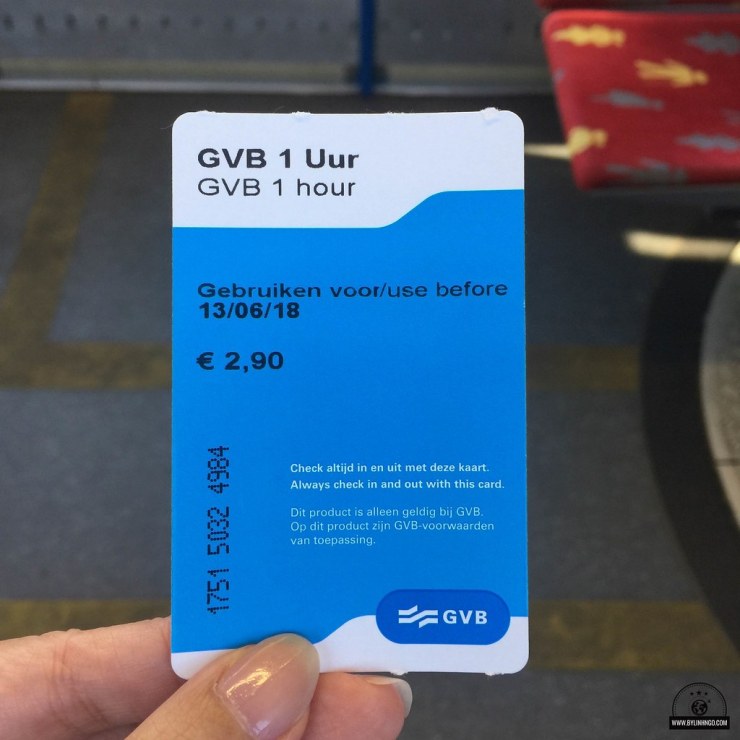 GVB 1 Uur
GVB 1 hour
Gebruiken voor/use before
13/06/18
€ 2,90
1751 5032 4984
Check altijd in en uit met deze kaart.
Always check in and out with this card.
Dit product is alleen geldig bij GVB.
Op dit product zijn GVB-voorwaarden
van toepassing.
GVB
WWW.BYLINHNGO.COM